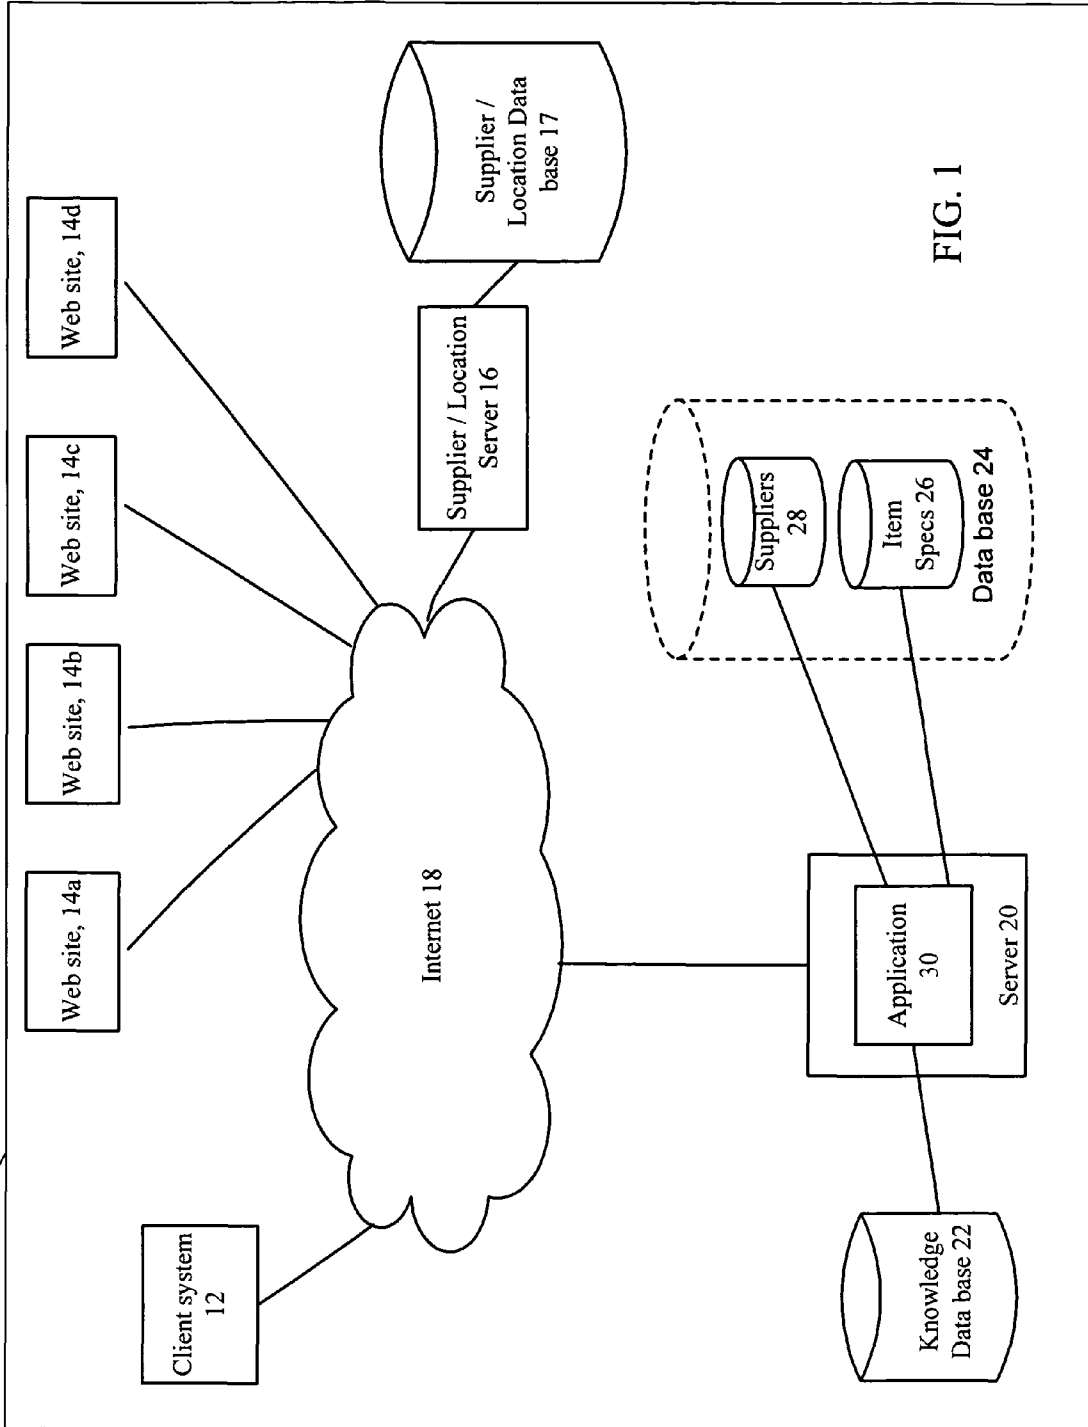 Client system
12
Web site, 14a
Web site, 14b
Web site, 14c
Web site, 14d
Internet 18
Supplier / Location
Server 16
Supplier /
Location Data
base 17
Knowledge
Data base 22
Application
30
Server 20
Suppliers
28
Item
Specs 26
Data base 24
FIG. 1